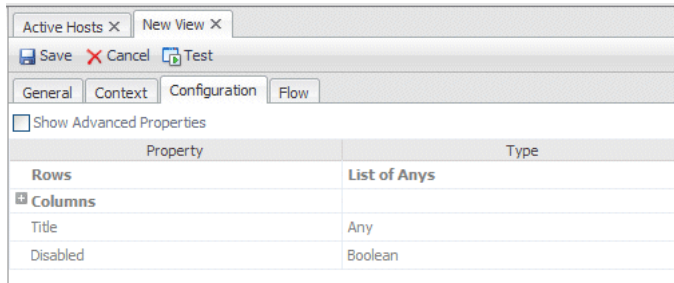 Active Hosts X New View X
Save Cancel Test
General Context Configuration Flow
Show Advanced Properties
Property Type
Rows List of Anys
Columns
Title Any
Disabled Boolean